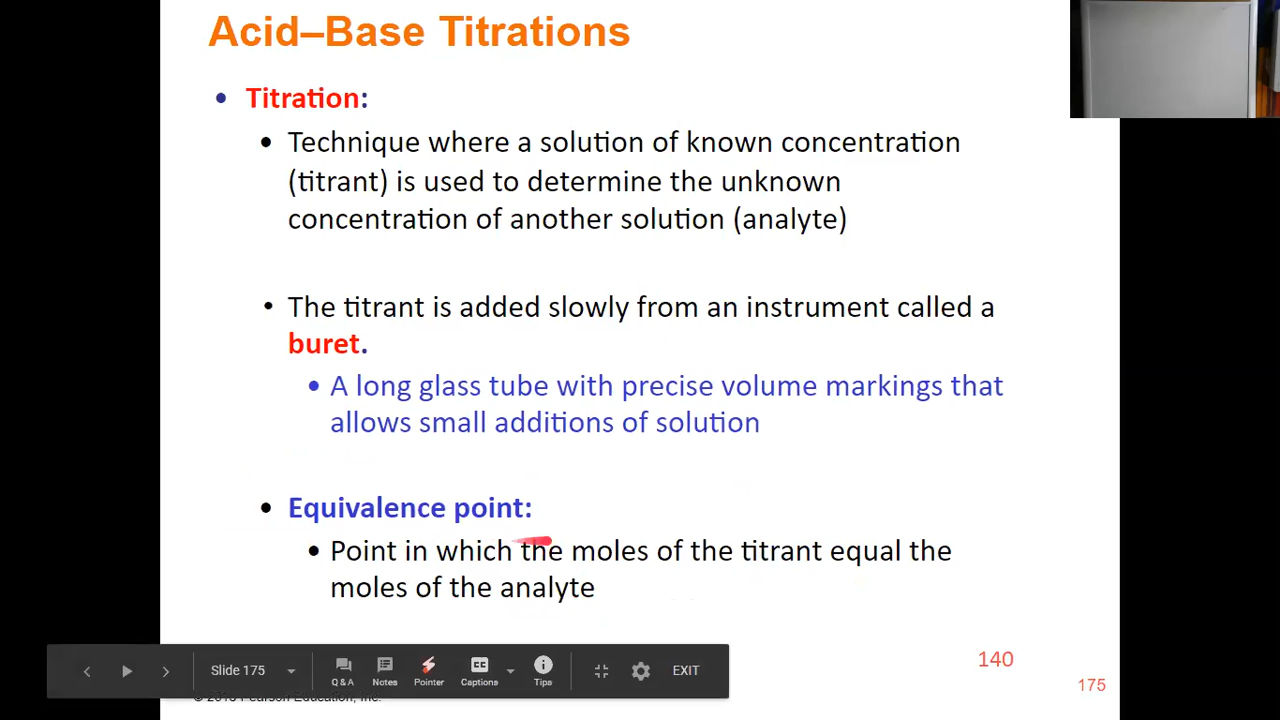 Acid–Base Titrations
• Titration:
• Technique where a solution of known concentration
(titrant) is used to determine the unknown
concentration of another solution (analyte)
• The titrant is added slowly from an instrument called a
buret.
• A long glass tube with precise volume markings that
allows small additions of solution
• Equivalence point:
• Point in which the moles of the titrant equal the
moles of the analyte
140
Slide 175
Q & A
Notes
Pointer
Captions
Tips
EXIT
175
Pearson Education, Inc.